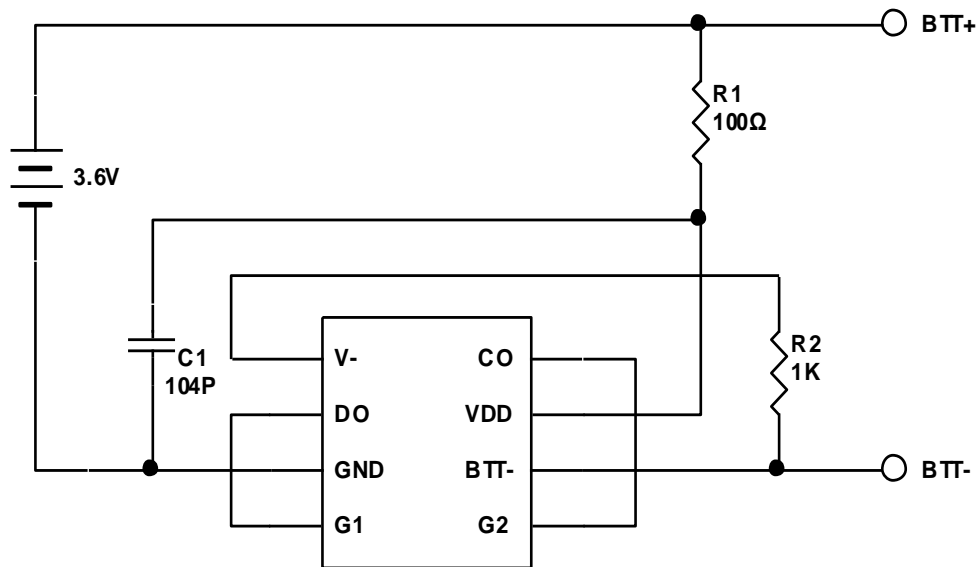 BTT+
R1
100Ω
3.6V
R2
1K
C1
104P
V-
CO
DO
VDD
GND
BTT-
BTT-
G1
G2